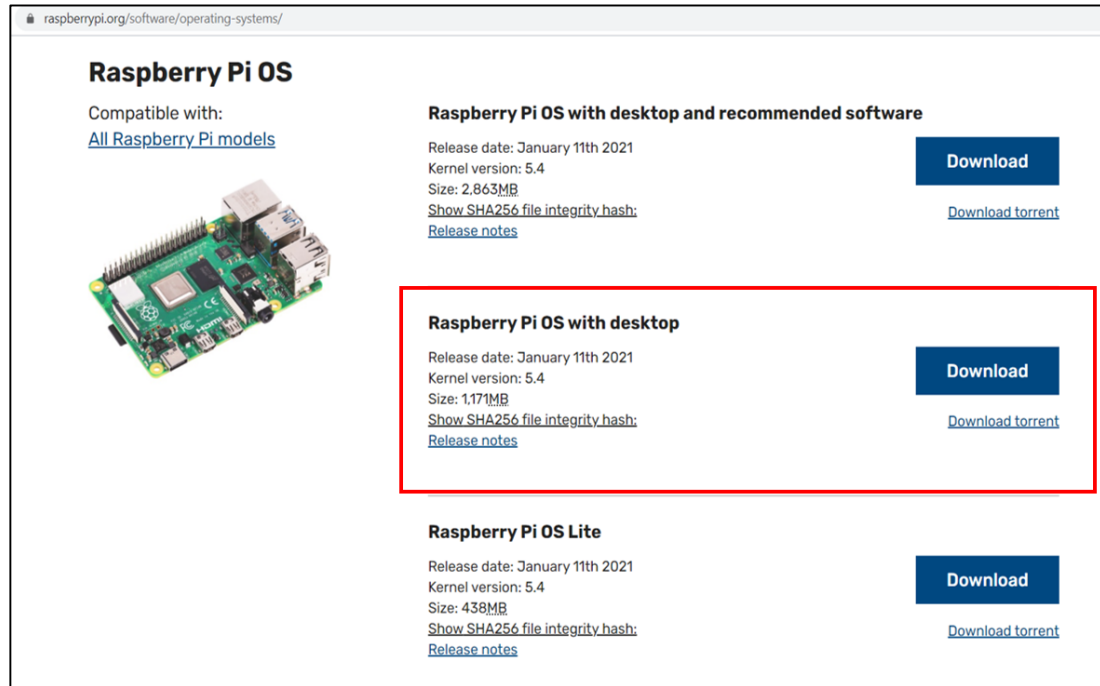 raspberrypi.org/software/operating-systems/
Raspberry Pi OS
Compatible with:
All Raspberry Pi models
Raspberry Pi OS with desktop and recommended software
Release date: January 11th 2021
Kernel version: 5.4
Size: 2,863MB
Show SHA256 file integrity hash:
Release notes
Download
Download torrent
Raspberry Pi OS with desktop
Release date: January 11th 2021
Kernel version: 5.4
Size: 1,171MB
Show SHA256 file integrity hash:
Release notes
Download
Download torrent
Raspberry Pi OS Lite
Release date: January 11th 2021
Kernel version: 5.4
Size: 438MB
Show SHA256 file integrity hash:
Release notes
Download
Download torrent
HDMI
CE